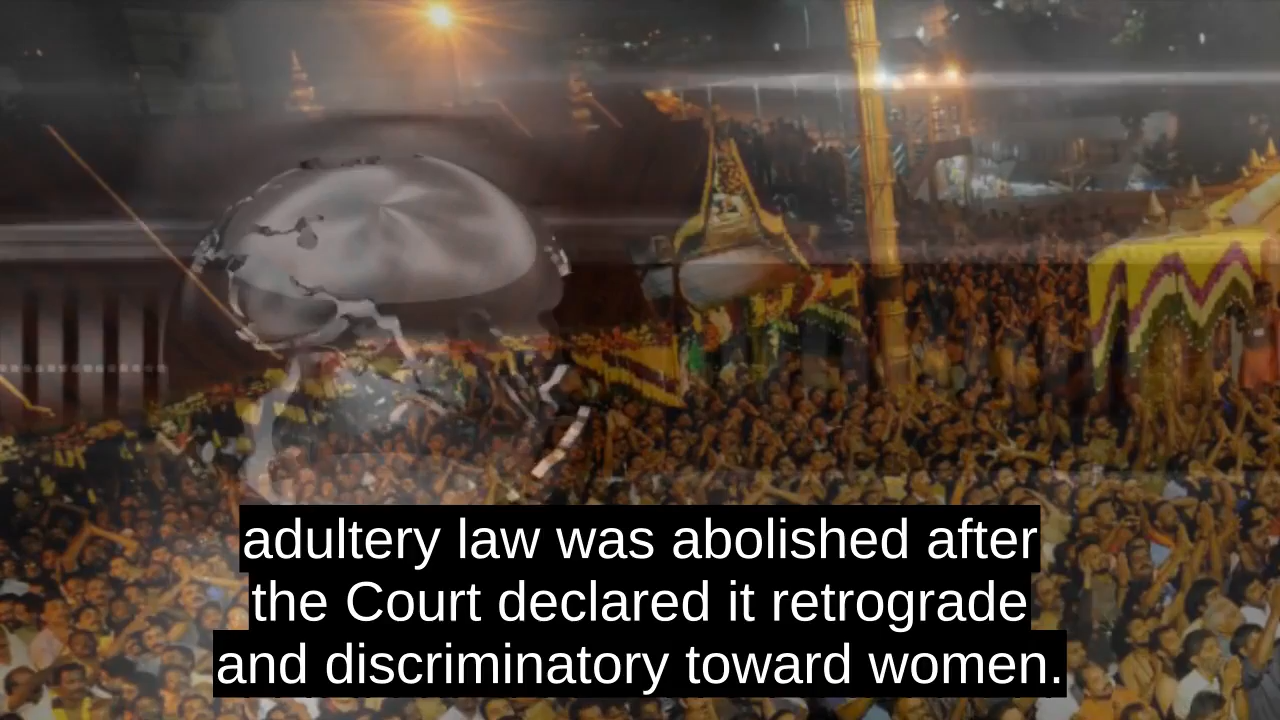 adultery law was abolished after
the Court declared it retrograde
and discriminatory toward women.